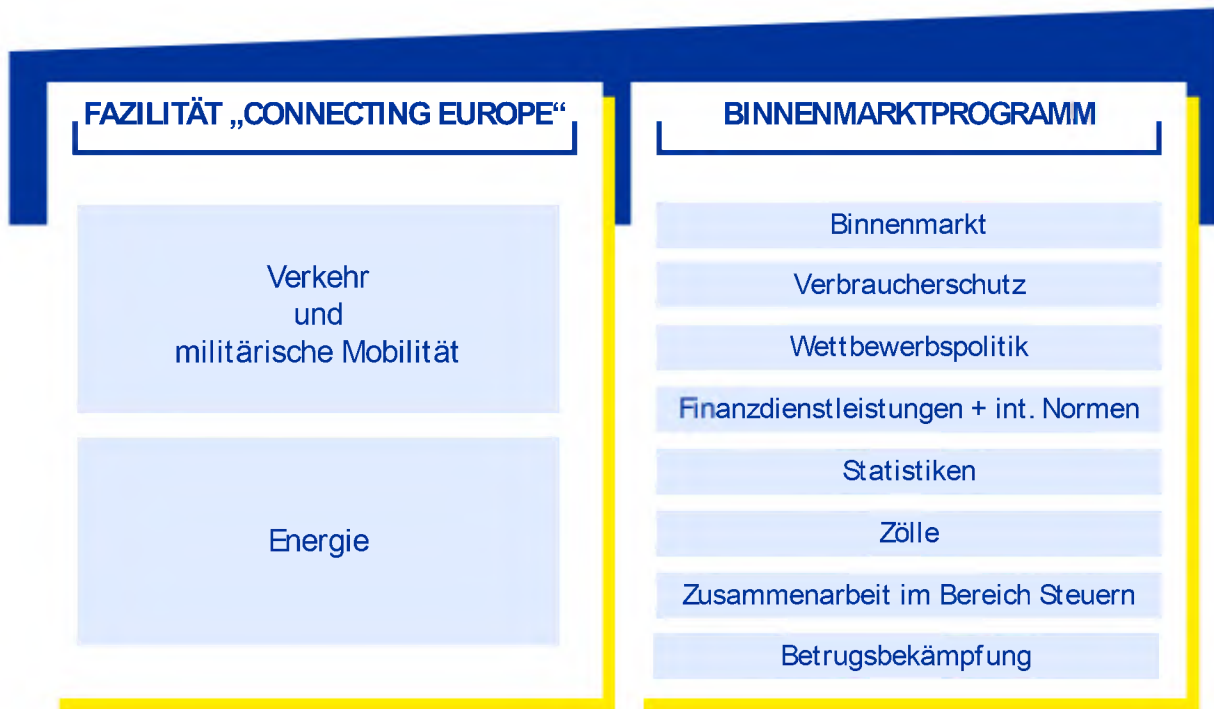 FAZILITÄT „CONNECTING EUROPE“
Verkehr
und
militärische Mobilität
Energie
BINNENMARKTPROGRAMM
Binnenmarkt
Verbraucherschutz
Wettbewerbspolitik
Finanzdienstleistungen + int. Normen
Statistiken
Zölle
Zusammenarbeit im Bereich Steuern
Betrugsbekämpfung